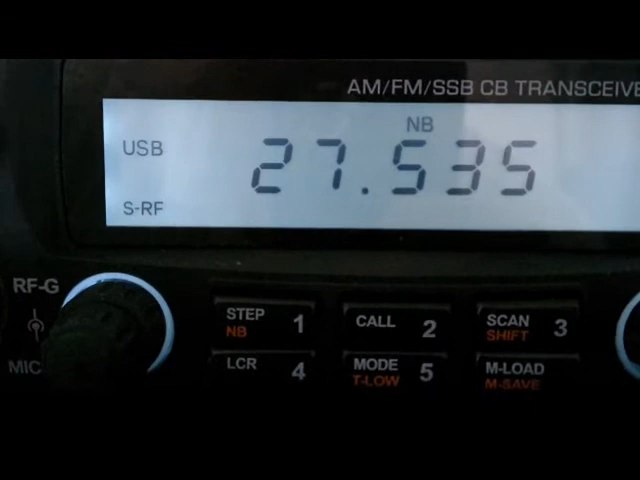 AM/FM/SSB CB TRANSCEIVE
NB
USB 27.535
S-RF
RF-G
MIC
STEP 1 CALL 2 SCAN 3
NB SHIFT
LCR 4 MODE 5 M-LOAD
T-LOW M-SAVE